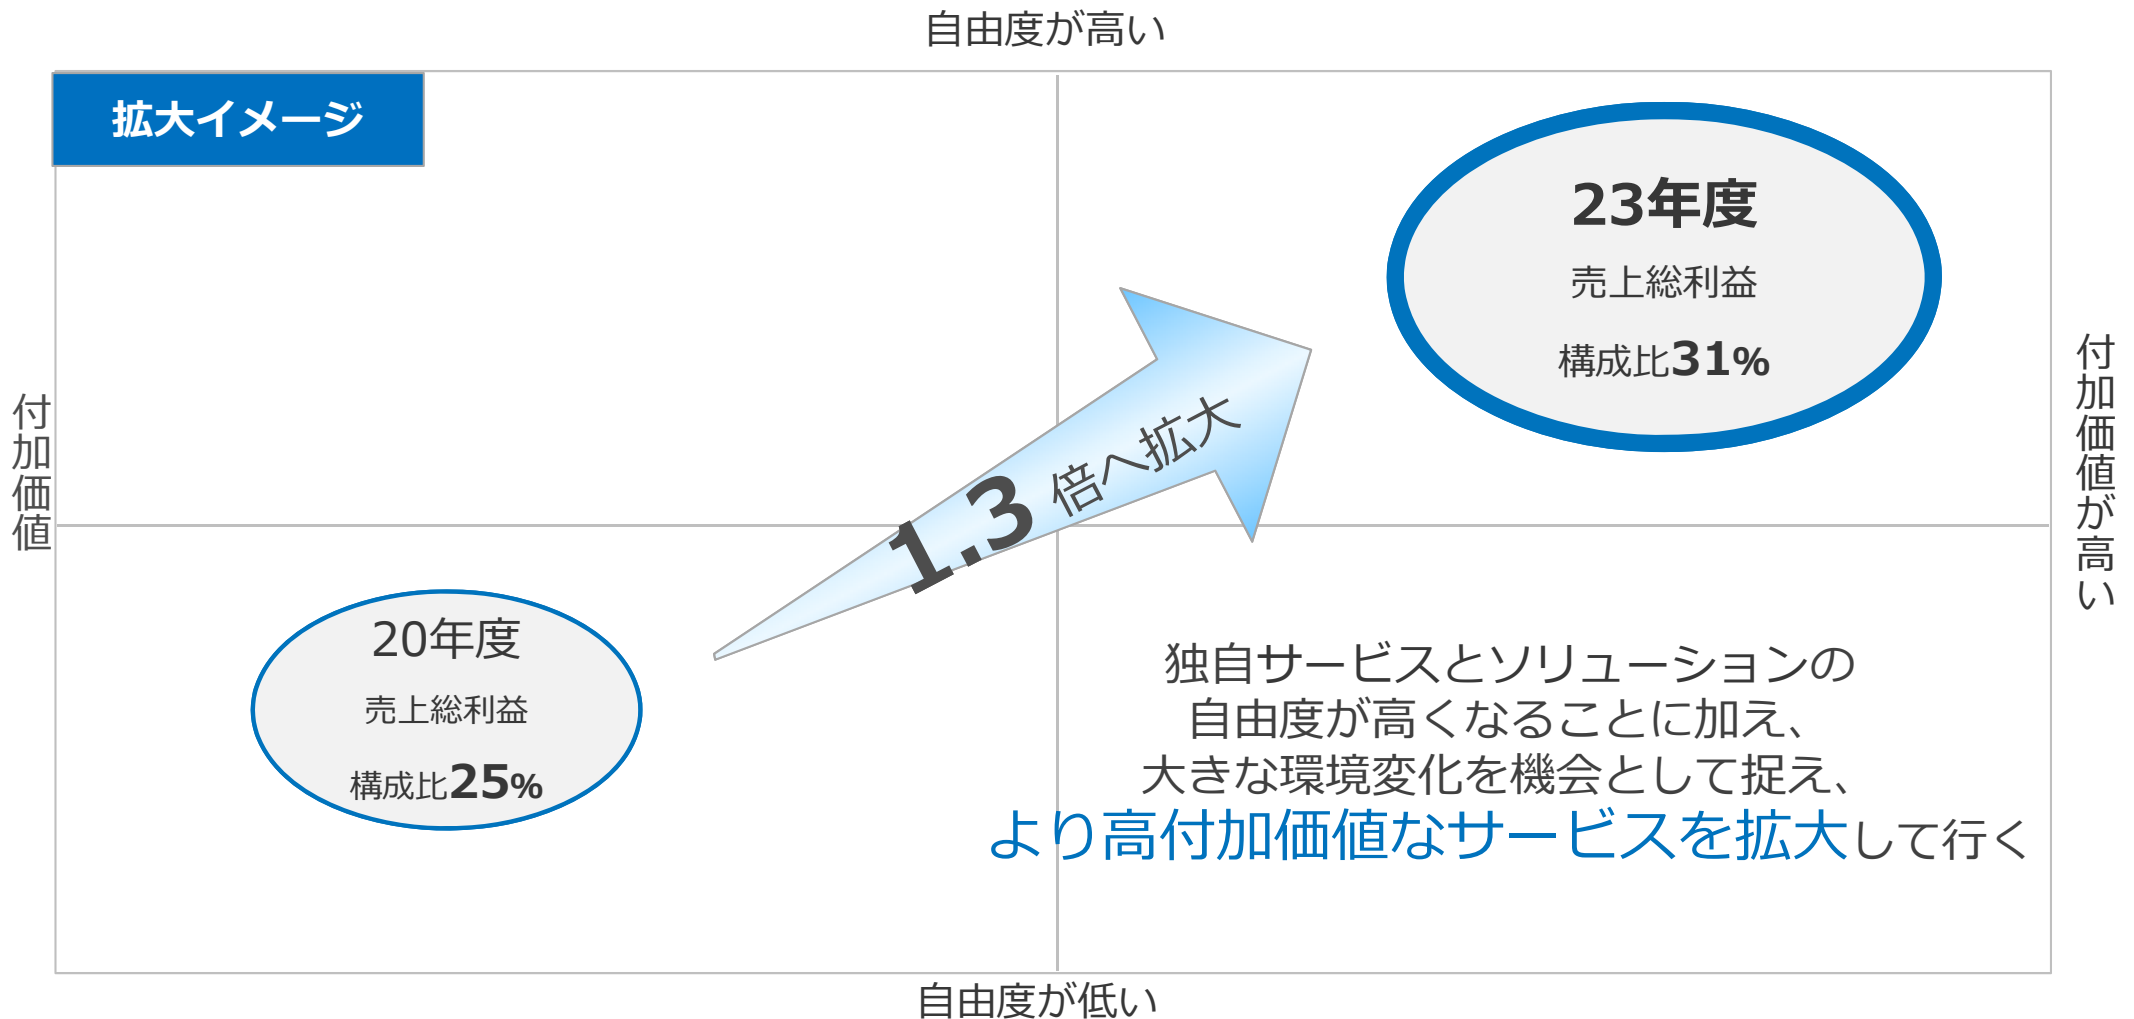 自由度が高い
拡大イメージ
23年度
売上総利益
構成比31%
付加価値
付加価値が高い
1.3 倍へ拡大
20年度
売上総利益
構成比25%
独自サービスとソリューションの
自由度が高くなることに加え、
大きな環境変化を機会として捉え、
より高付加価値なサービスを拡大して行く
自由度が低い